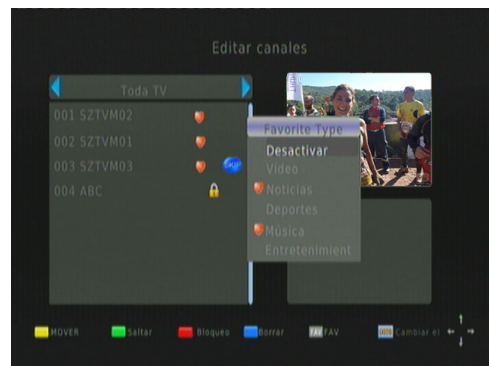 Editar canales
Toda TV
001 SZTVM02
002 SZTVM01
003 SZTVM03
004 ABC
Favorite Type
Desactivar
Vídeo
Noticias
Deportes
Música
Entretenimient
MOVER
Saltar
Bloqueo
Borrar
FAV FAV
Cambiar el